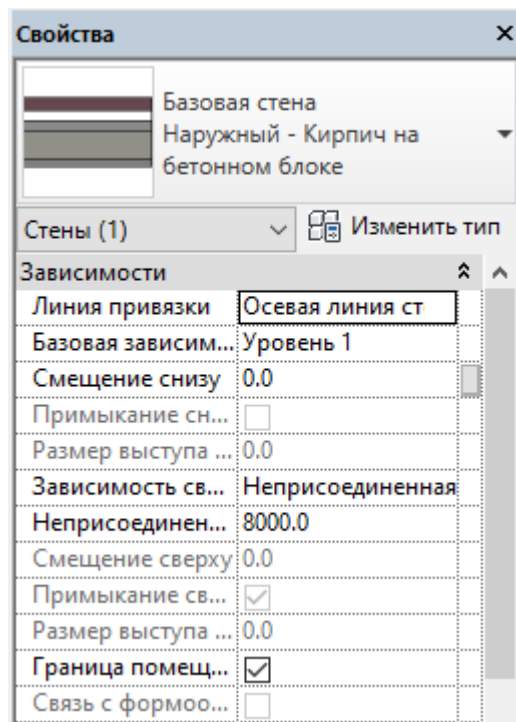 Свойства
Базовая стена
Наружный - Кирпич на
бетонном блоке
Стены (1) Изменить тип
Зависимости
Линия привязки Осевая линия ст
Базовая зависим... Уровень 1
Смещение снизу 0.0
Примыкание сн...
Размер выступа ... 0.0
Зависимость св... Неприсоединенная
Неприсоединен... 8000.0
Смещение сверху 0.0
Примыкание св...
Размер выступа ... 0.0
Граница помещ...
Связь с формоо...